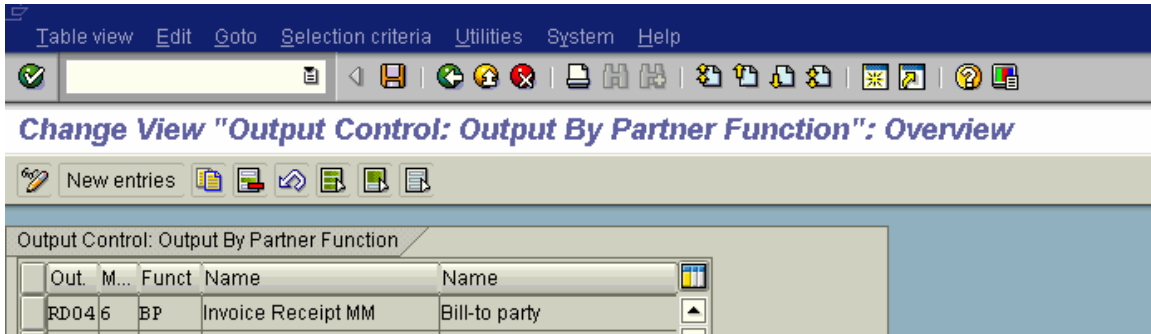 Table view Edit Goto Selection criteria Utilities System Help
Change View "Output Control: Output By Partner Function": Overview
New entries
Output Control: Output By Partner Function
Out. M... Funct Name Name
RD04 6 BP Invoice Receipt MM Bill-to party